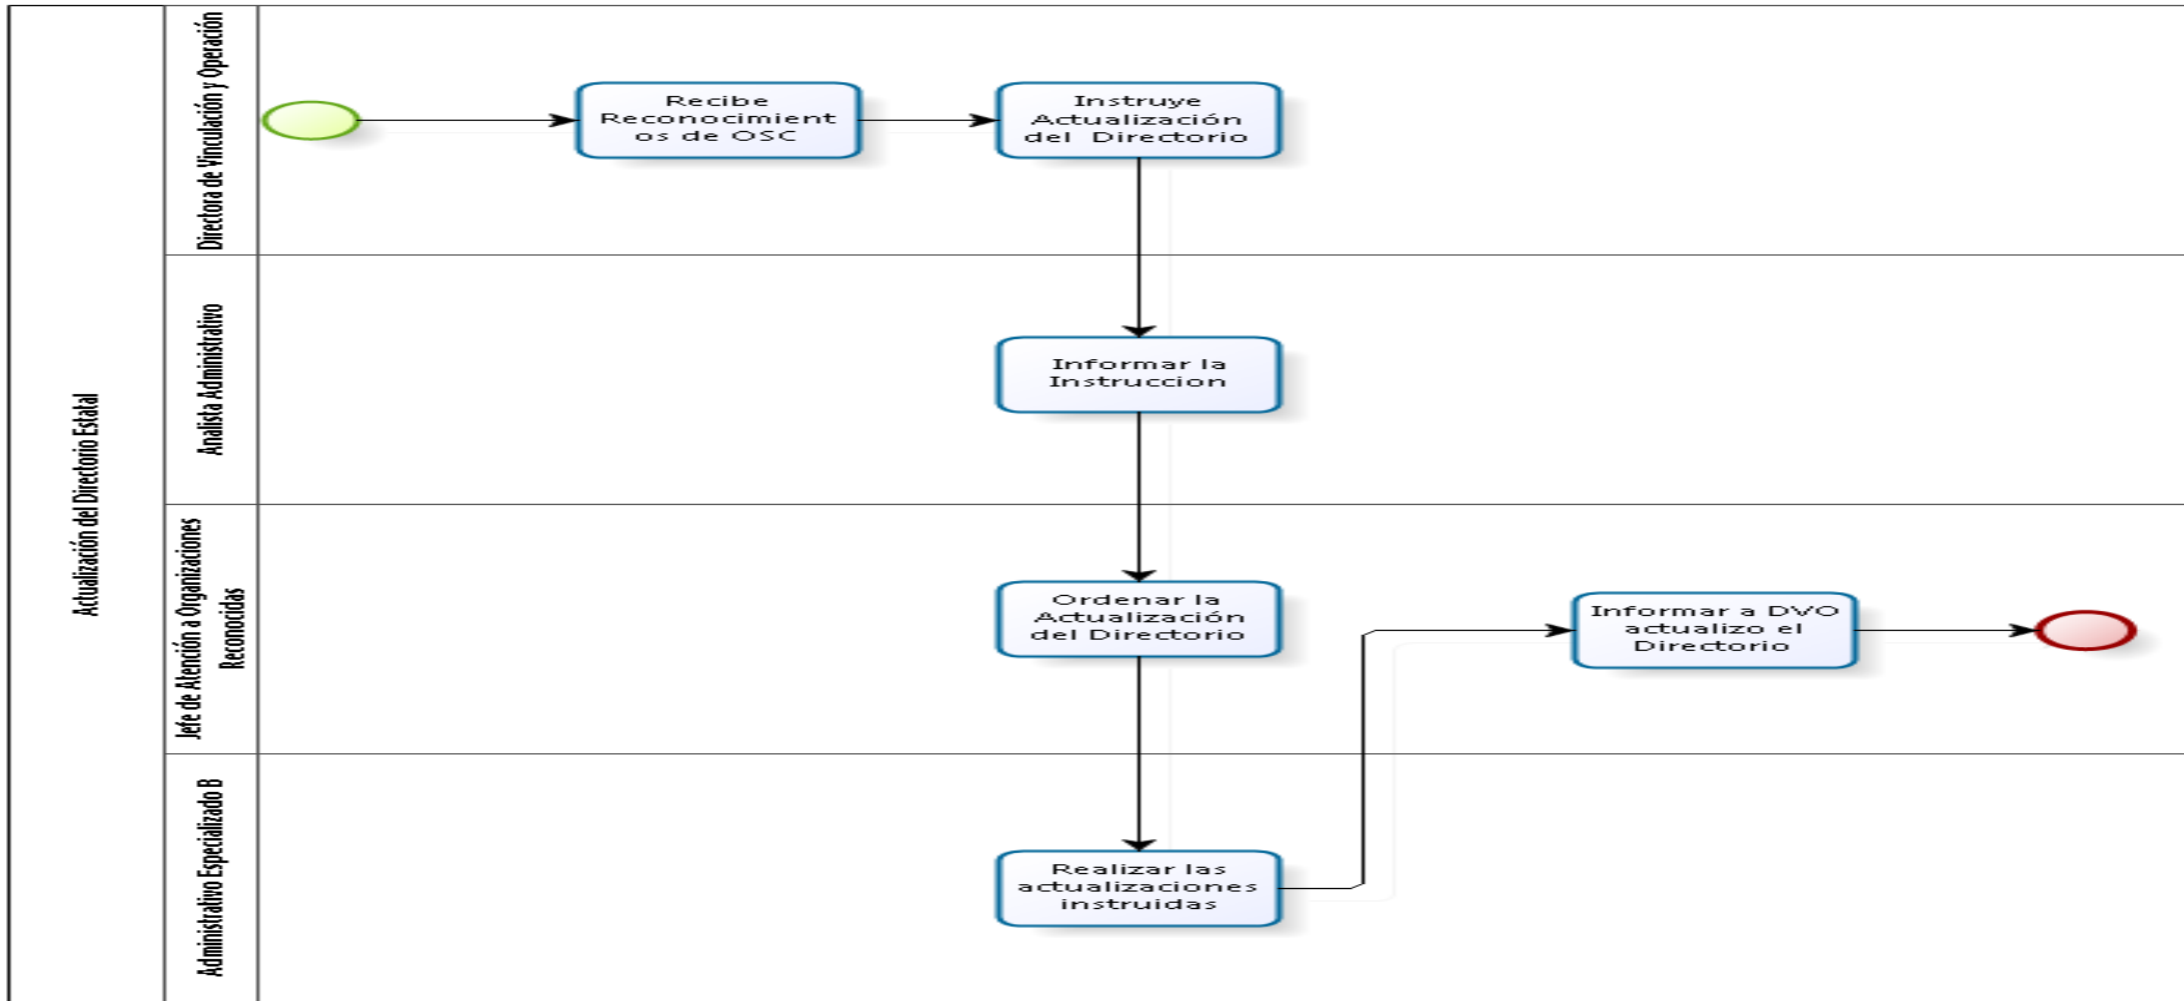 Actualización del Directorio Estatal
Directora de Vinculación y Operación
Recibe
Reconocimient
os de OSC
Instruye
Actualización
del Directorio
Analista Administrativo
Informar la
Instruccion
Jefe de Atención a Organizaciones
Reconocidas
Ordenar la
Actualización
del Directorio
Informar a DVO
actualizo el
Directorio
Administrativo Especializado B
Realizar las
actualizaciones
instruidas